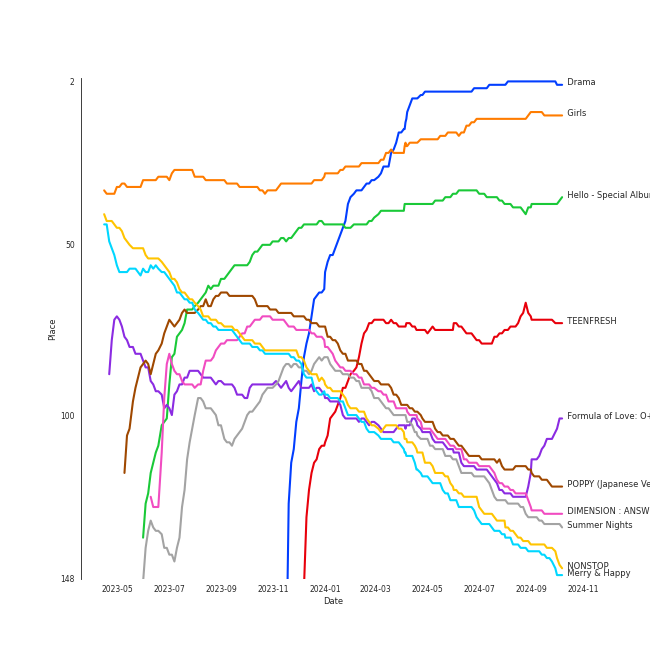 2
50
100
148
Place
2023-05
2023-07
2023-09
2023-11
2024-01
2024-03
2024-05
2024-07
2024-09
2024-11
Date
Drama
Girls
Hello - Special Albu
TEENFRESH
Formula of Love: O+
POPPY (Japanese Ve
DIMENSION : ANSW
Summer Nights
NONSTOP
Merry & Happy